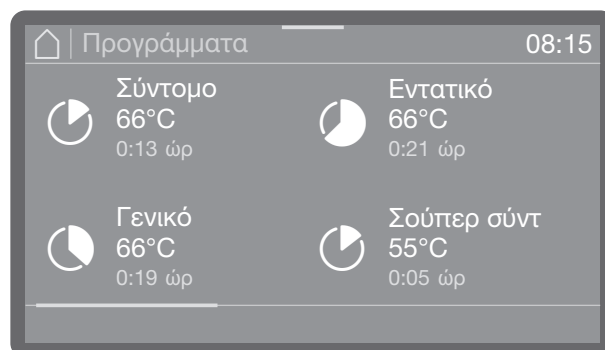 Προγράμματα 08:15
Σύντομο
66°C
0:13 ώρ
Εντατικό
66°C
0:21 ώρ
Γενικό
66°C
0:19 ώρ
Σούπερ σύντ
55°C
0:05 ώρ